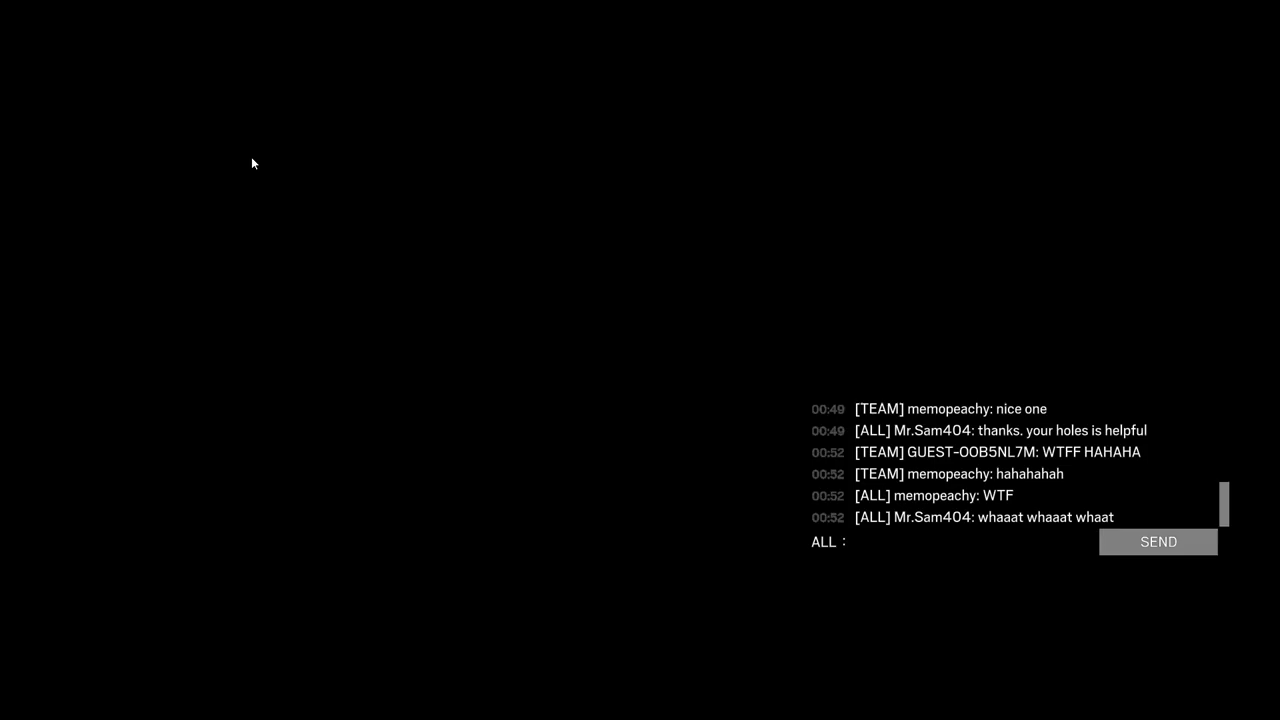 00:49 [TEAM] memopeachy: nice one
00:49 [ALL] Mr.Sam404: thanks. your holes is helpful
00:52 [TEAM] GUEST-OOB5NL7M: WTFF HAHAHA
00:52 [TEAM] memopeachy: hahahahah
00:52 [ALL] memopeachy: WTF
00:52 [ALL] Mr.Sam404: whaaat whaaat whaat
ALL : SEND